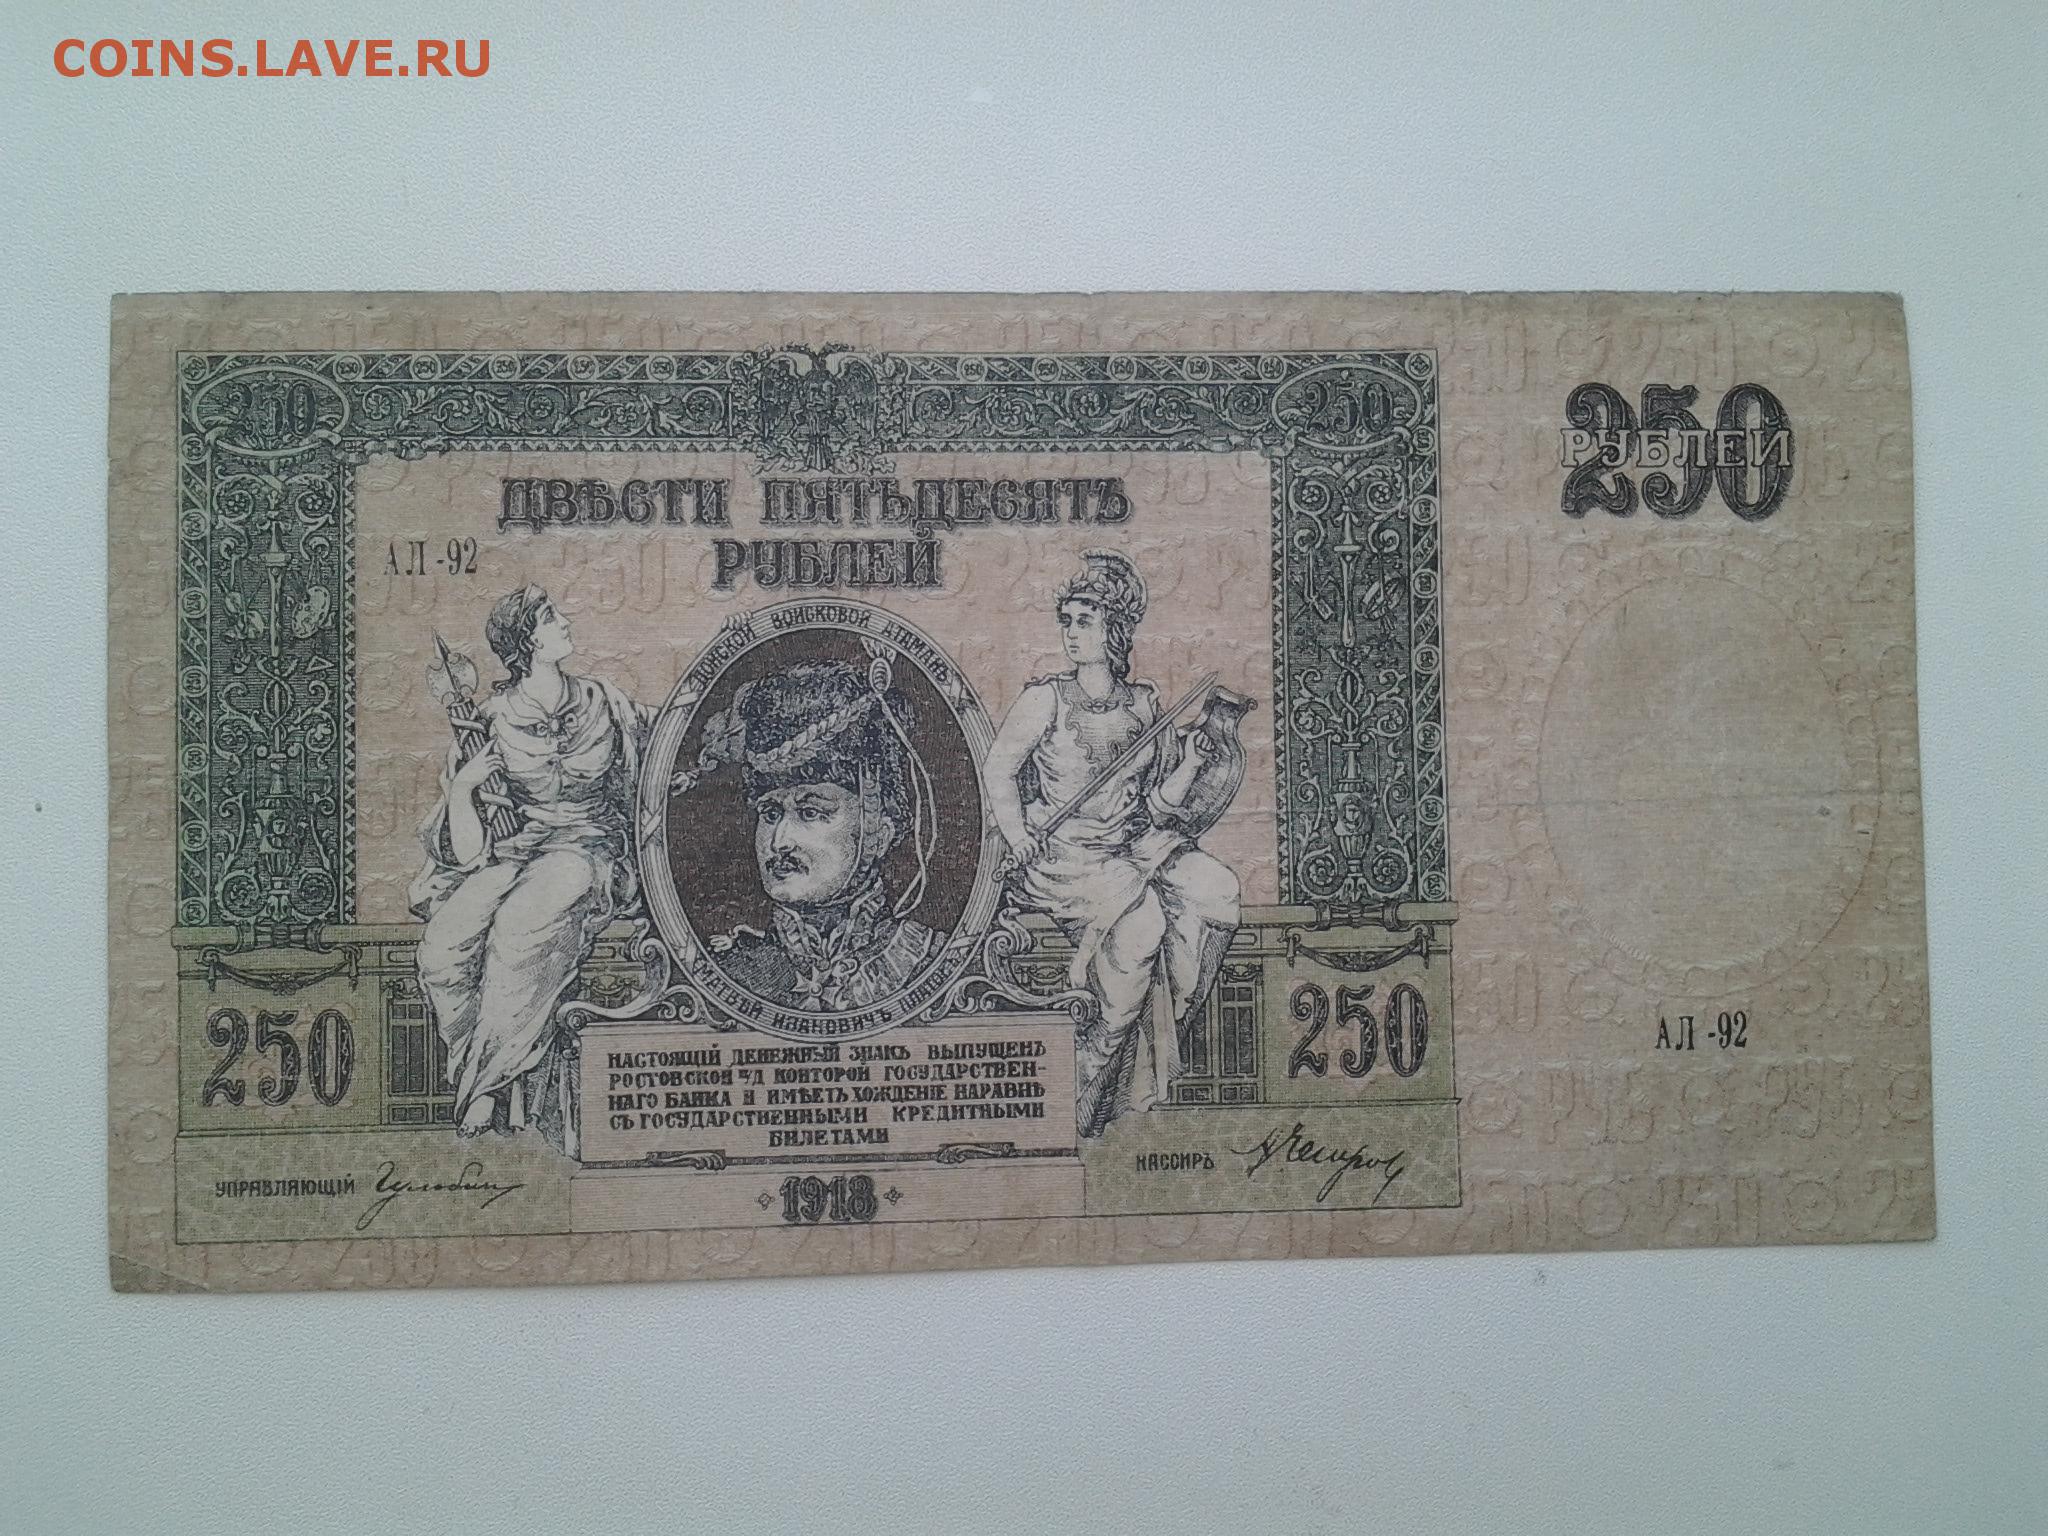 COINS.LAVE.RU
250
250
250
РУБЛЕЙ
ДВѢСТИ ПЯТЬДЕСЯТЪ
РУБЛЕЙ
АЛ-92
ДОНСКОЙ ВОЙСКОВОЙ АТАМАНЪ
МАТВѢЙ ИВАНОВИЧЪ ПЛАТОВЪ
250
250
НАСТОЯЩІЙ ДЕНЕЖНЫЙ ЗНАКЪ ВЫПУЩЕНЪ
РОСТОВСКОЙ н/Д КОНТОРОЙ ГОСУДАРСТВЕН-
НАГО БАНКА И ИМѢЕТЪ ХОЖДЕНІЕ НАРАВНѢ
СЪ ГОСУДАРСТВЕННЫМИ КРЕДИТНЫМИ
БИЛЕТАМИ
АЛ-92
УПРАВЛЯЮЩІЙ
КАССИРЪ
1918